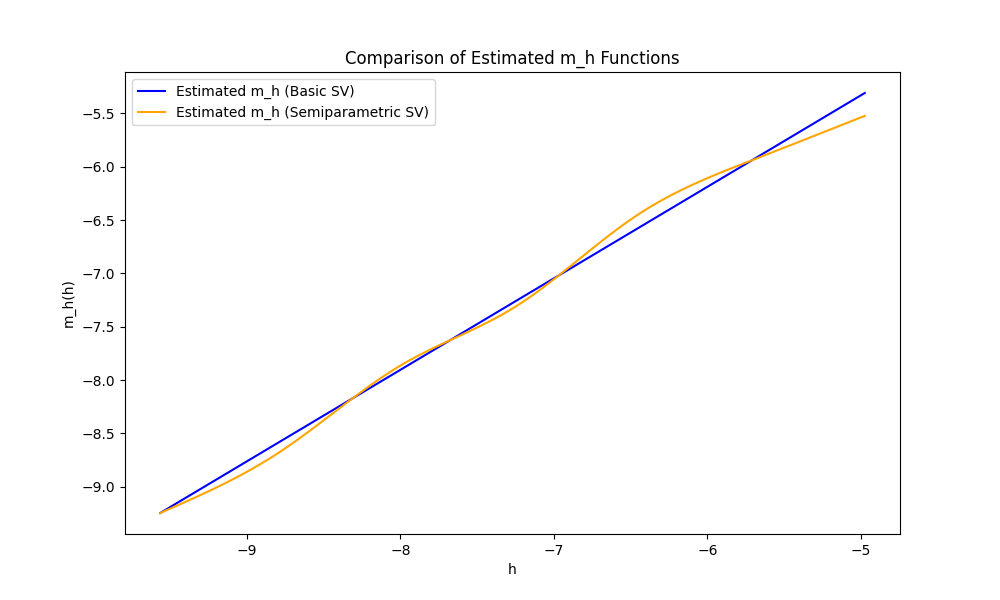 Comparison of Estimated m_h Functions
Estimated m_h (Basic SV)
Estimated m_h (Semiparametric SV)
m_h(h)
−5.5
−6.0
−6.5
−7.0
−7.5
−8.0
−8.5
−9.0
−9
−8
−7
−6
−5
h